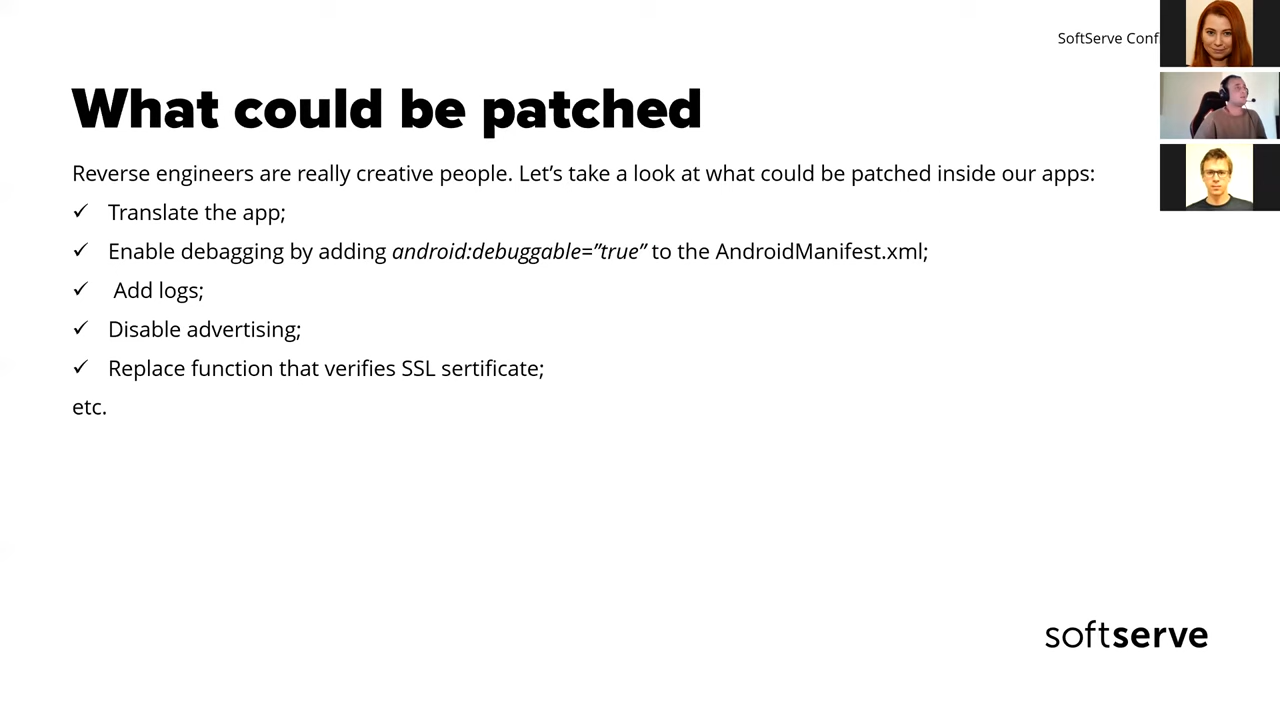 SoftServe Conf
What could be patched
Reverse engineers are really creative people. Let’s take a look at what could be patched inside our apps:
✓ Translate the app;
✓ Enable debagging by adding android:debuggable=”true” to the AndroidManifest.xml;
✓ Add logs;
✓ Disable advertising;
✓ Replace function that verifies SSL sertificate;
etc.
softserve